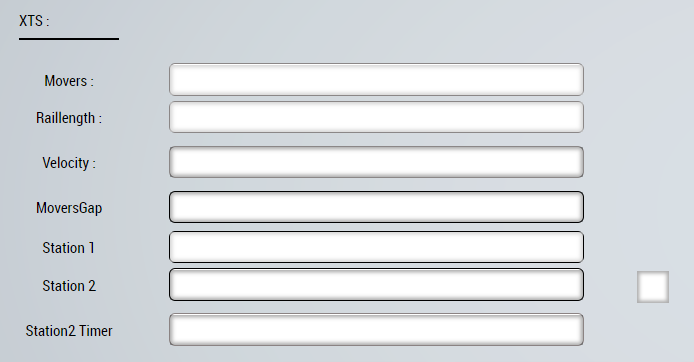 XTS :
Movers :
Raillength :
Velocity :
MoversGap
Station 1
Station 2
Station2 Timer